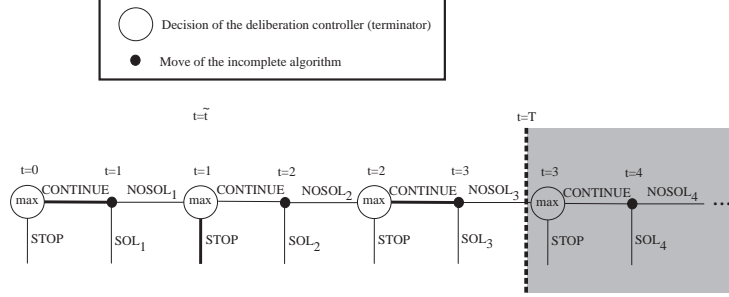 Decision of the deliberation controller (terminator)
Move of the incomplete algorithm
t=t̃
t=T
t=0 t=1 t=1 t=2 t=2 t=3 t=3 t=4
CONTINUE NOSOL₁ CONTINUE NOSOL₂ CONTINUE NOSOL₃ CONTINUE NOSOL₄
max max max max ...
STOP SOL₁ STOP SOL₂ STOP SOL₃ STOP SOL₄